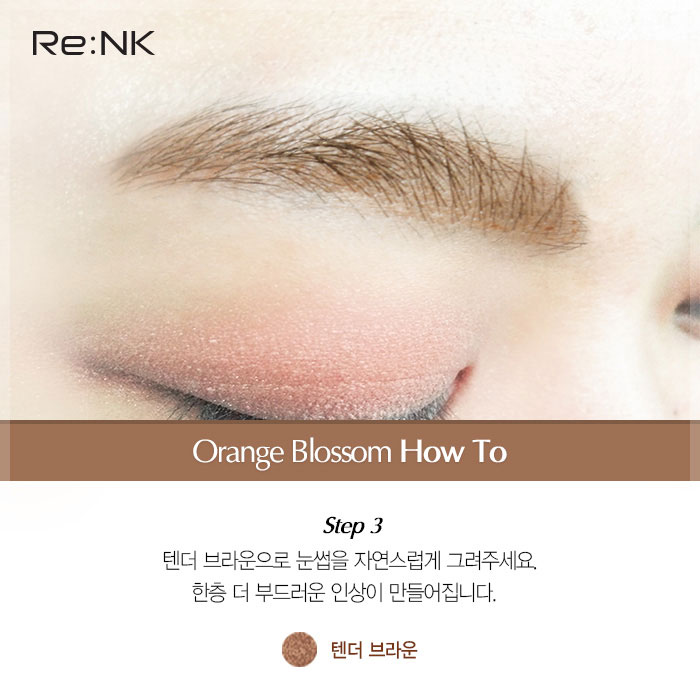 Re:NK
Orange Blossom How To
Step 3
텐더 브라운으로 눈썹을 자연스럽게 그려주세요.
한층 더 부드러운 인상이 만들어집니다.
텐더 브라운